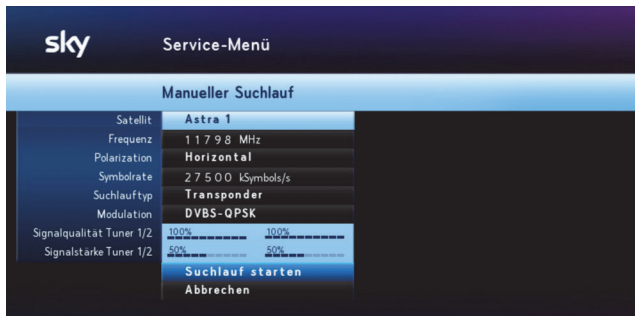 sky Service-Menü
Manueller Suchlauf
Satellit Astra 1
Frequenz 11798 MHz
Polarization Horizontal
Symbolrate 27500 kSymbols/s
Suchlauftyp Transponder
Modulation DVBS-QPSK
Signalqualität Tuner 1/2 100% 100%
Signalstärke Tuner 1/2 50% 50%
Suchlauf starten
Abbrechen